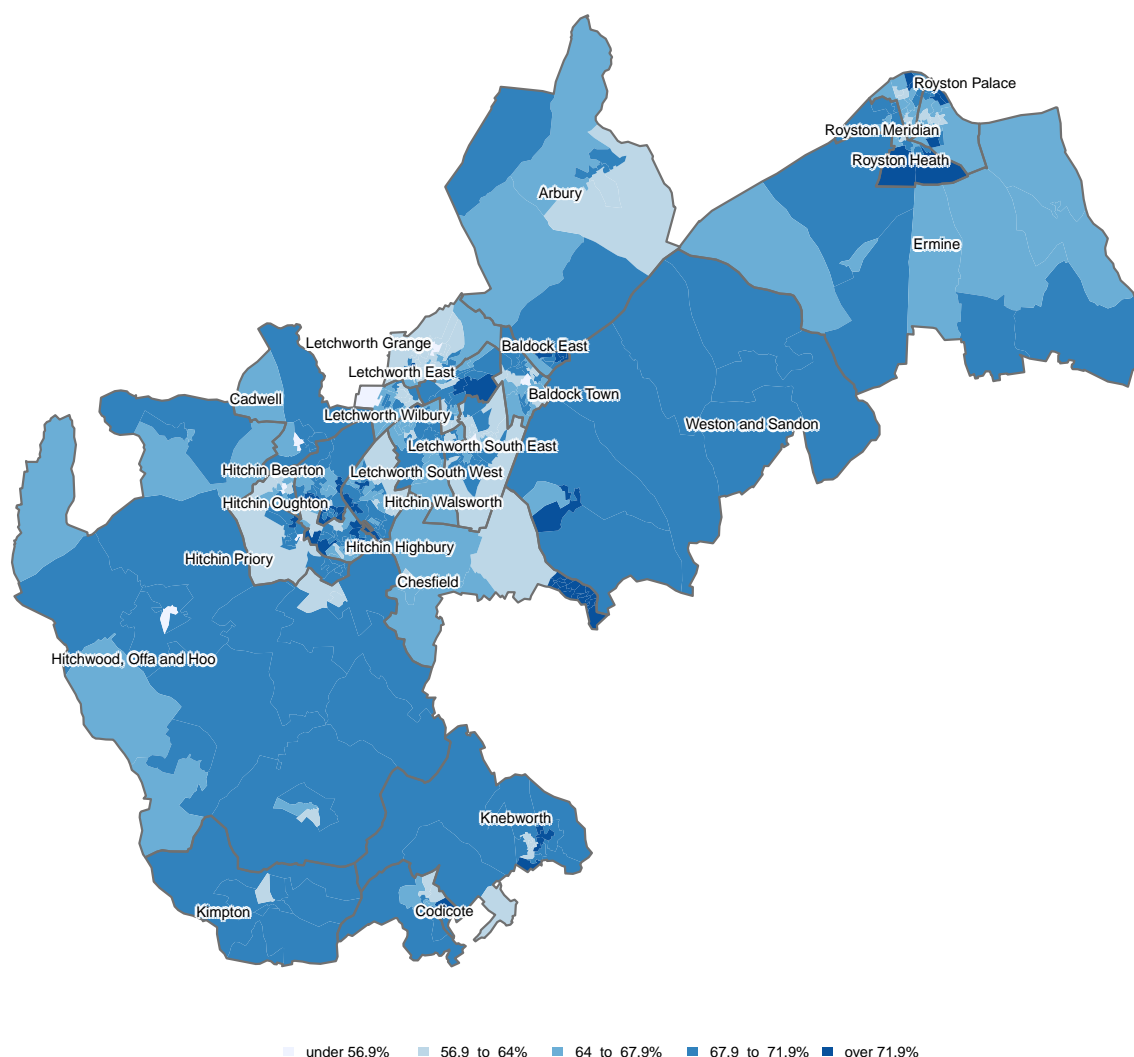 Royston Palace
Royston Meridian
Royston Heath
Arbury
Ermine
Letchworth Grange
Baldock East
Letchworth East
Cadwell
Baldock Town
Letchworth Wilbury
Weston and Sandon
Letchworth South East
Hitchin Bearton
Letchworth South West
Hitchin Oughton
Hitchin Walsworth
Hitchin Highbury
Hitchin Priory
Chesfield
Hitchwood, Offa and Hoo
Knebworth
Kimpton
Codicote
under 56.9% 56.9 to 64% 64 to 67.9% 67.9 to 71.9% over 71.9%